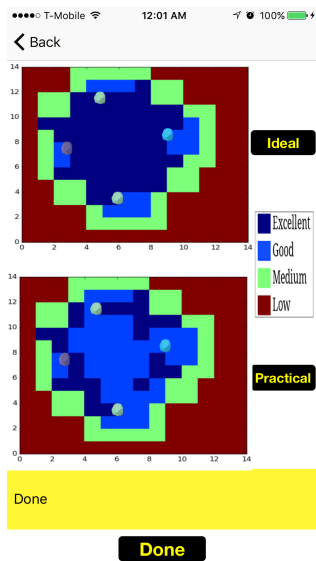 T-Mobile 12:01 AM 100%
Back
14
12
10
8
6
4
2
0
0 2 4 6 8 10 12 14
Ideal
Excellent
Good
Medium
Low
14
12
10
8
6
4
2
0
0 2 4 6 8 10 12 14
Practical
Done
Done